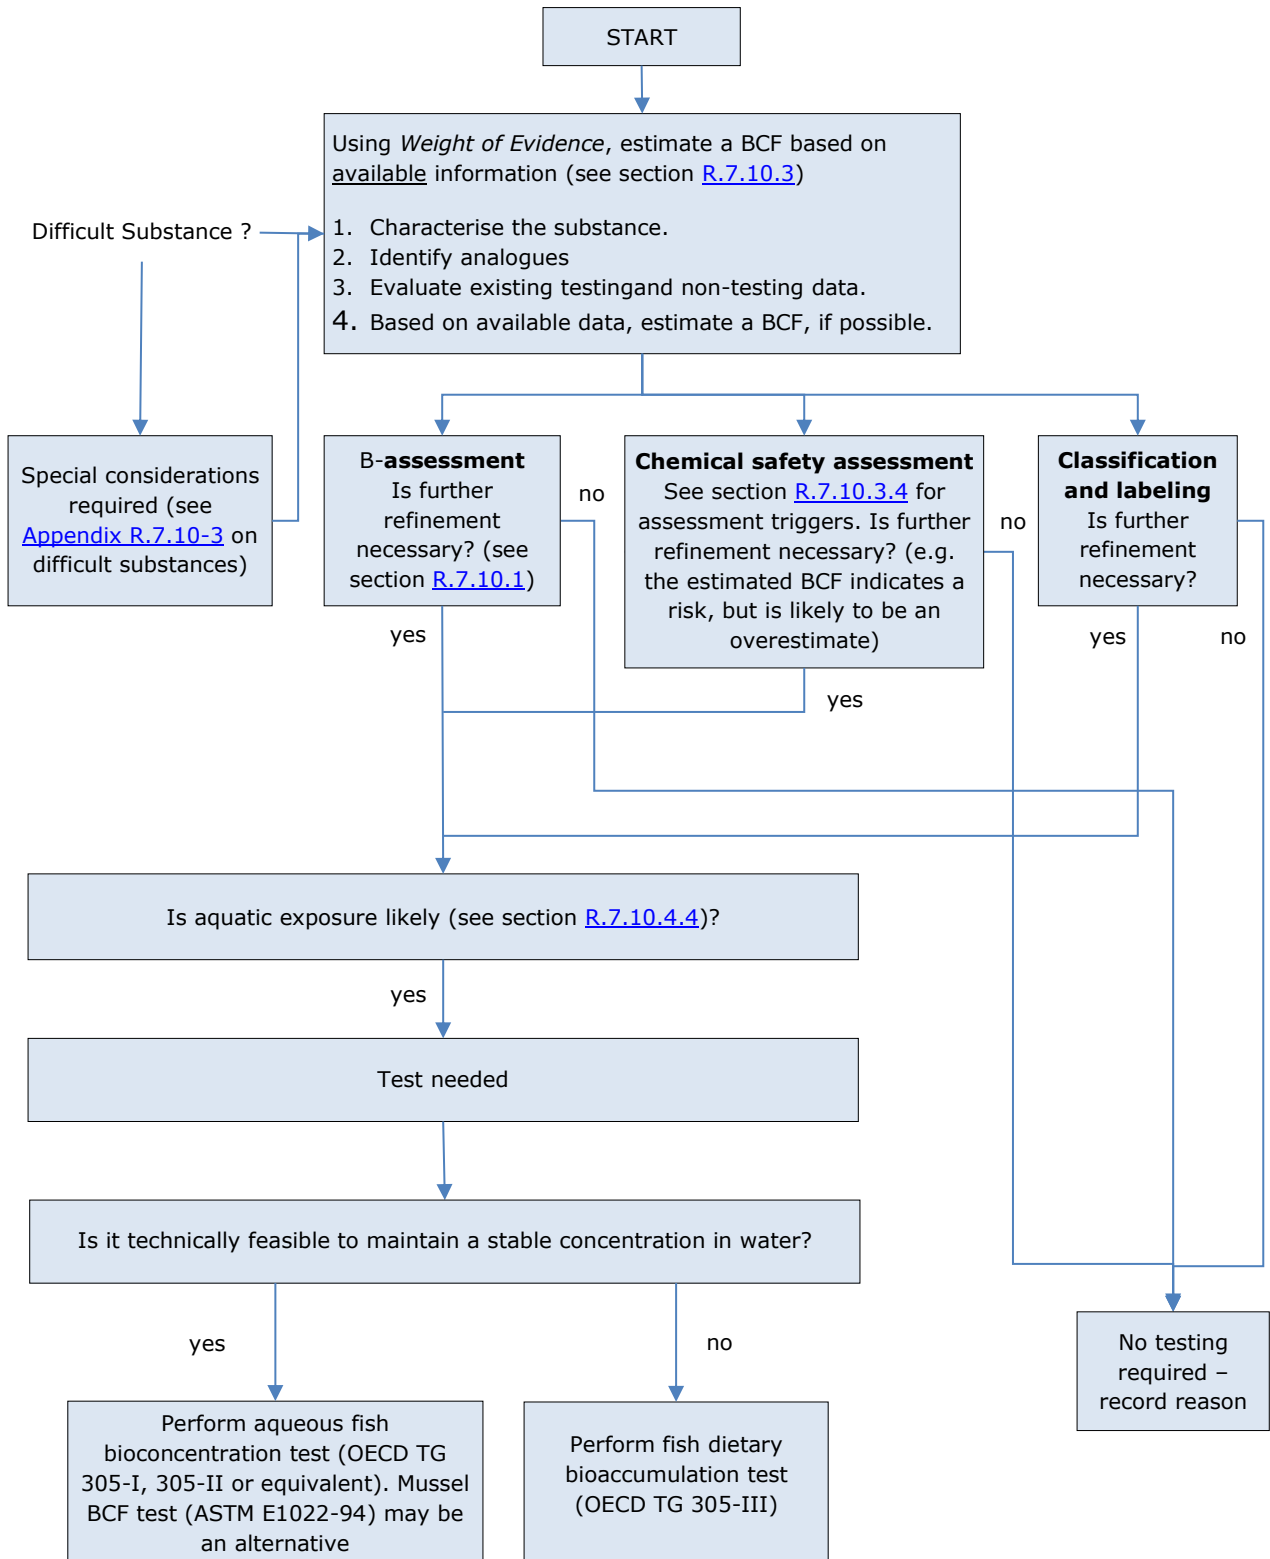 START
Using Weight of Evidence, estimate a BCF based on
available information (see section R.7.10.3)
1. Characterise the substance.
2. Identify analogues
3. Evaluate existing testingand non-testing data.
4. Based on available data, estimate a BCF, if possible.
Difficult Substance ?
Special considerations
required (see
Appendix R.7.10-3 on
difficult substances)
B-assessment
Is further
refinement
necessary? (see
section R.7.10.1)
no
yes
Chemical safety assessment
See section R.7.10.3.4 for
assessment triggers. Is further
refinement necessary? (e.g.
the estimated BCF indicates a
risk, but is likely to be an
overestimate)
no
yes
Classification
and labeling
Is further
refinement
necessary?
yes
no
Is aquatic exposure likely (see section R.7.10.4.4)?
yes
Test needed
Is it technically feasible to maintain a stable concentration in water?
yes
no
Perform aqueous fish
bioconcentration test (OECD TG
305-I, 305-II or equivalent). Mussel
BCF test (ASTM E1022-94) may be
an alternative
Perform fish dietary
bioaccumulation test
(OECD TG 305-III)
No testing
required –
record reason